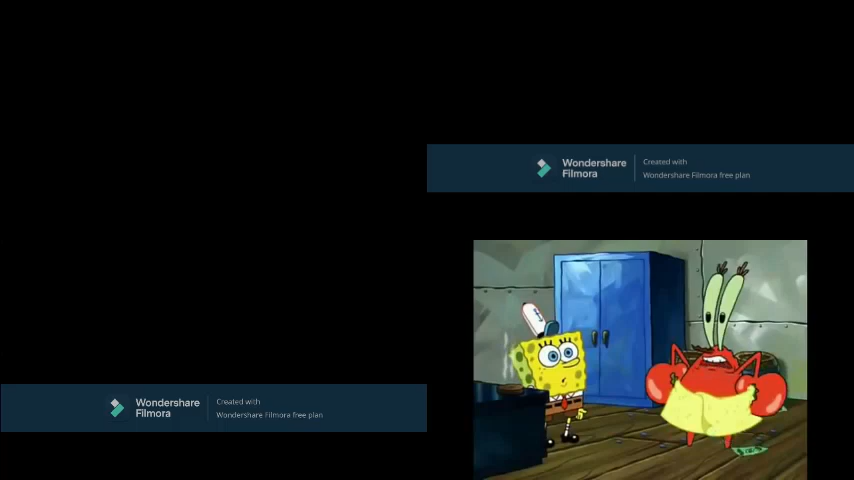 Wondershare
Filmora
Created with
Wondershare Filmora free plan
Wondershare
Filmora
Created with
Wondershare Filmora free plan